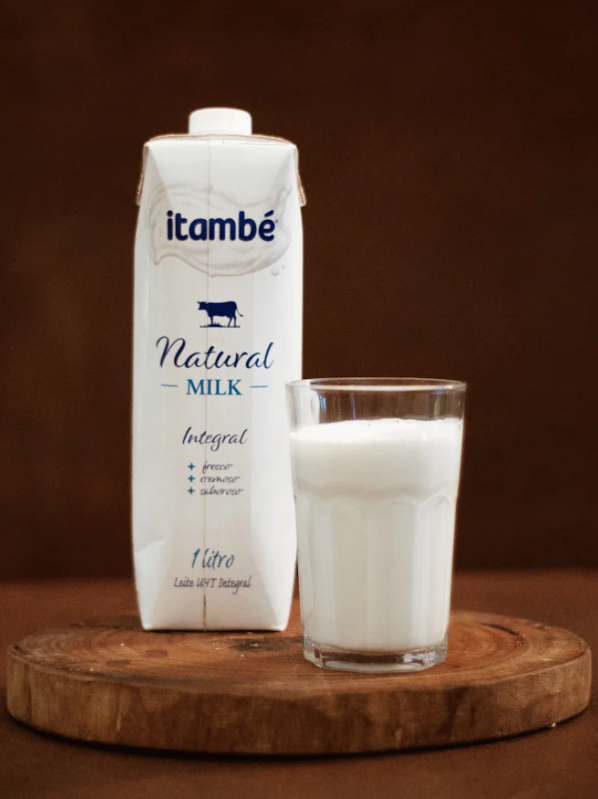 itambé
Natural
MILK
Integral
+ fresco
+ cremoso
+ saboroso
1 litro
Leite UHT Integral